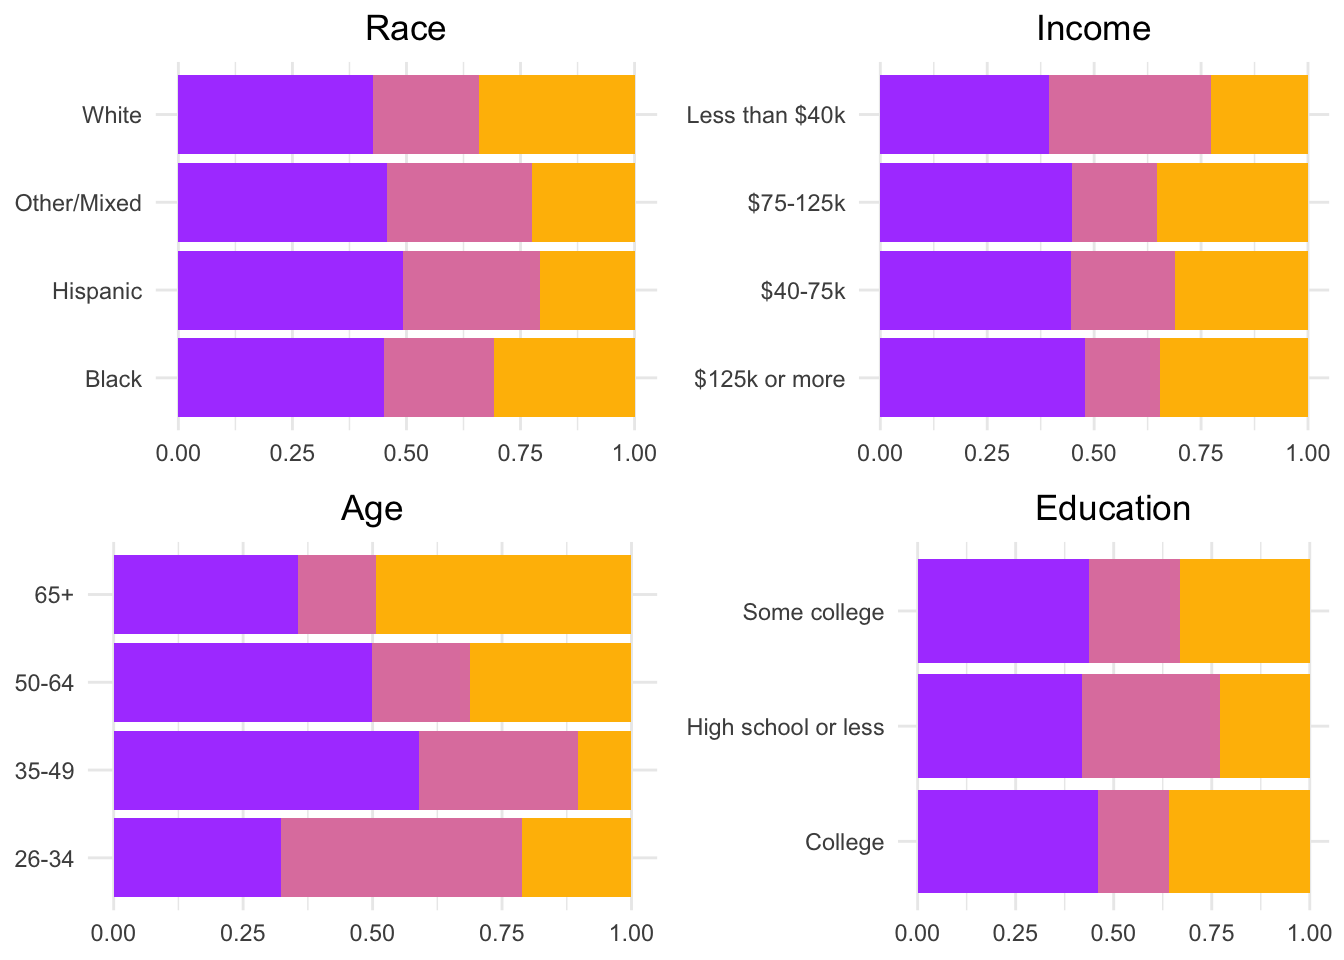 Race
White
Other/Mixed
Hispanic
Black
0.00 0.25 0.50 0.75 1.00
Income
Less than $40k
$75-125k
$40-75k
$125k or more
0.00 0.25 0.50 0.75 1.00
Age
65+
50-64
35-49
26-34
0.00 0.25 0.50 0.75 1.00
Education
Some college
High school or less
College
0.00 0.25 0.50 0.75 1.00